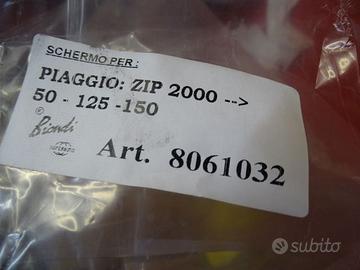 SCHERMO PER:
PIAGGIO: ZIP 2000 -->
50 - 125 -150
Biondi
Art. 8061032
subito